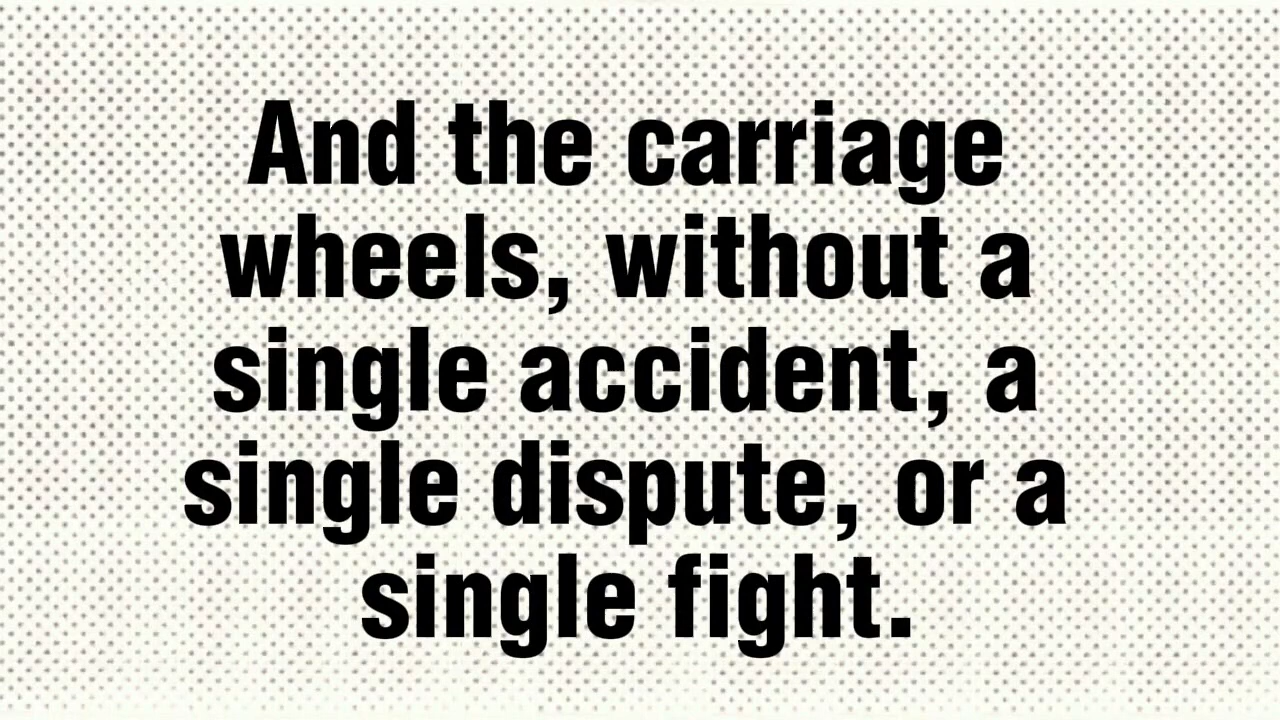 And the carriage
wheels, without a
single accident, a
single dispute, or a
single fight.